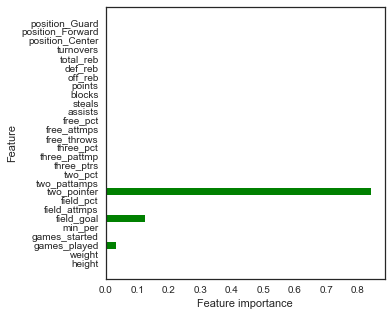 position_Guard
position_Forward
position_Center
turnovers
total_reb
def_reb
off_reb
points
blocks
steals
assists
free_pct
free_attmps
free_throws
three_pct
three_pattmp
three_ptrs
two_pct
two_pattamps
two_pointer
field_pct
field_attmps
field_goal
min_per
games_started
games_played
weight
height
Feature
0.0 0.1 0.2 0.3 0.4 0.5 0.6 0.7 0.8
Feature importance